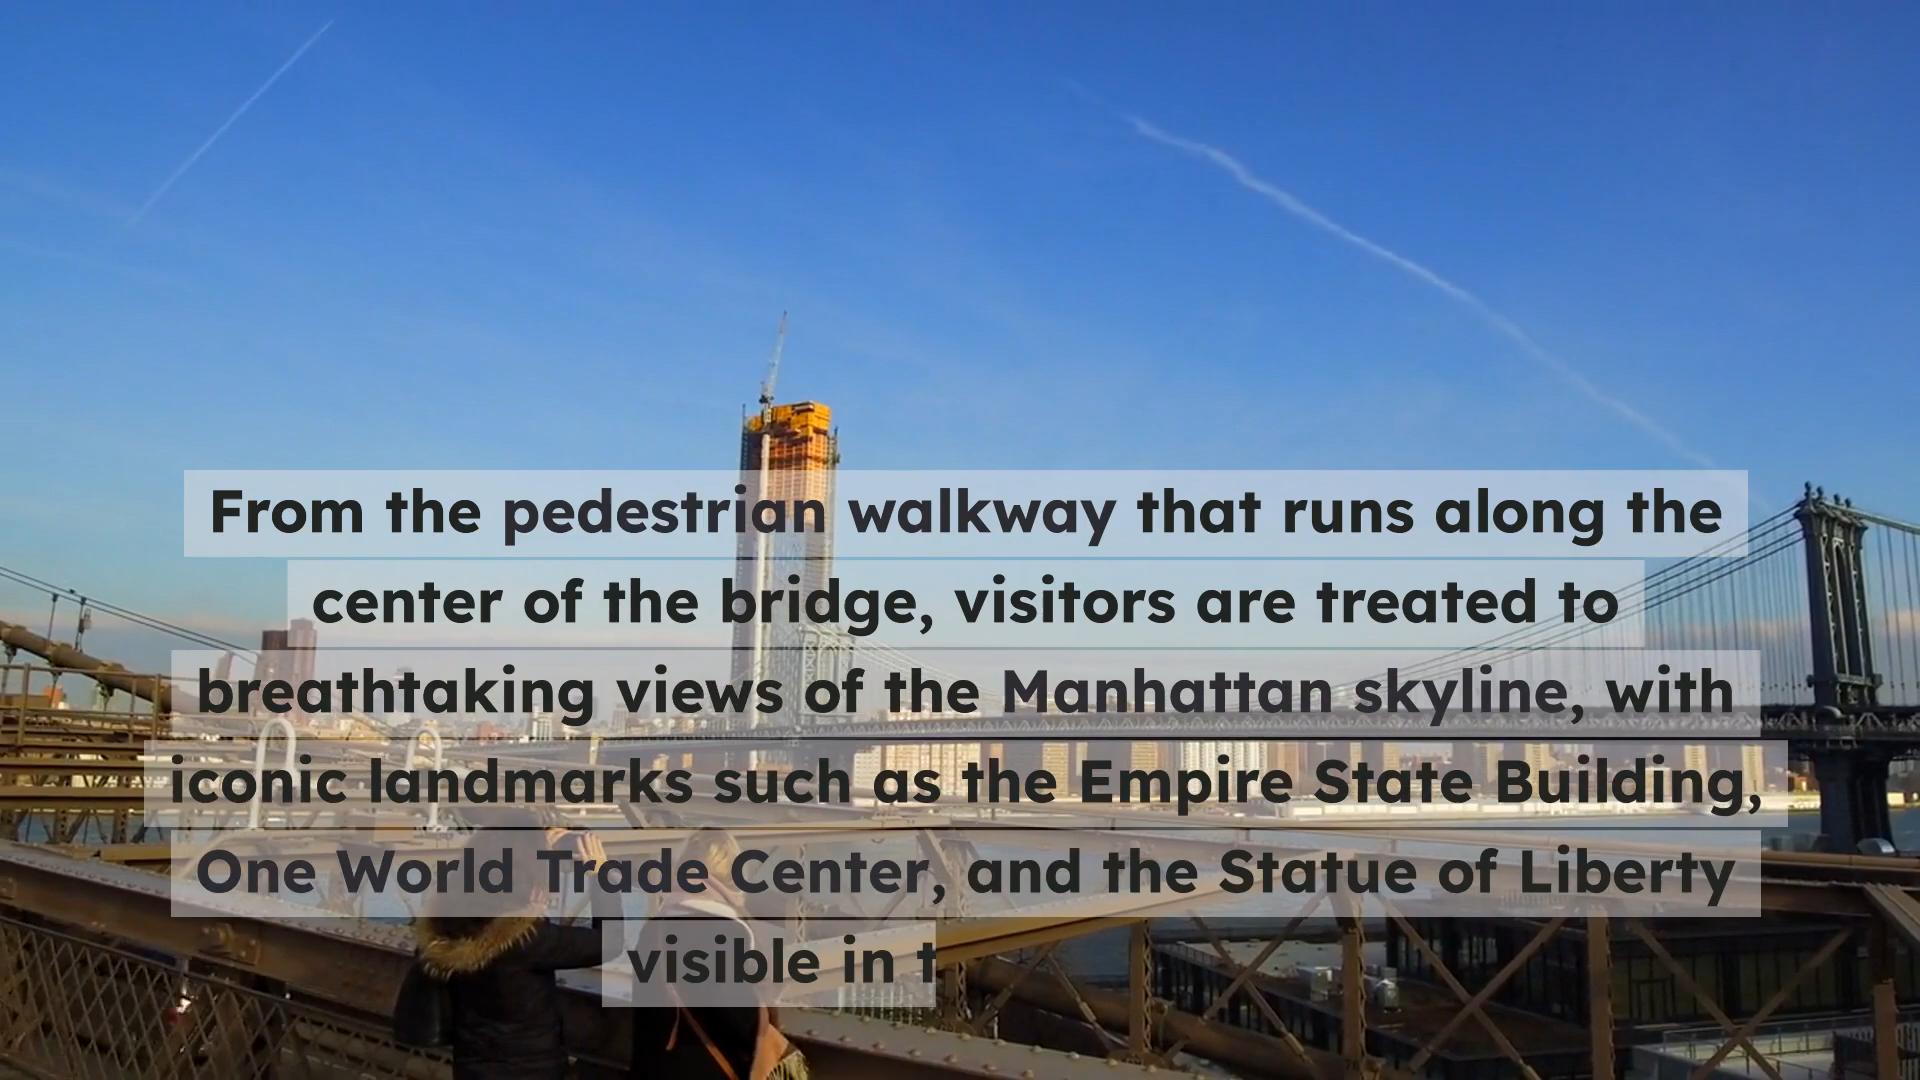 From the pedestrian walkway that runs along the
center of the bridge, visitors are treated to
breathtaking views of the Manhattan skyline, with
iconic landmarks such as the Empire State Building,
One World Trade Center, and the Statue of Liberty
visible in t